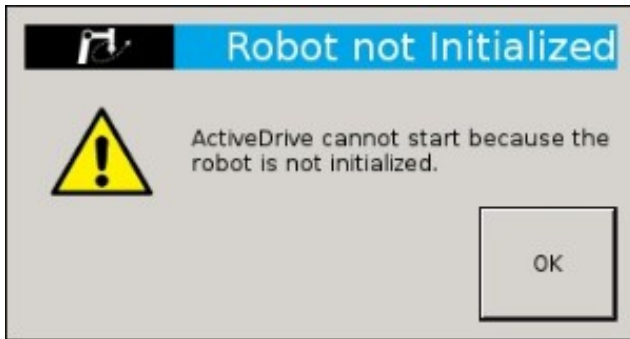 Robot not Initialized
ActiveDrive cannot start because the
robot is not initialized.
OK